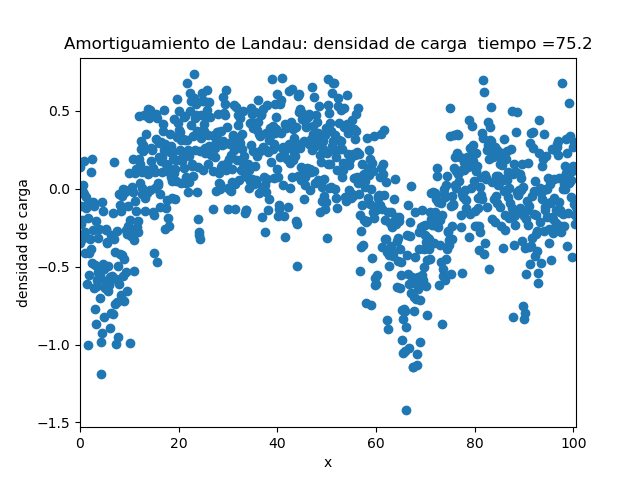 Amortiguamiento de Landau: densidad de carga  tiempo =75.2
densidad de carga
0.5
0.0
−0.5
−1.0
−1.5
0 20 40 60 80 100
x